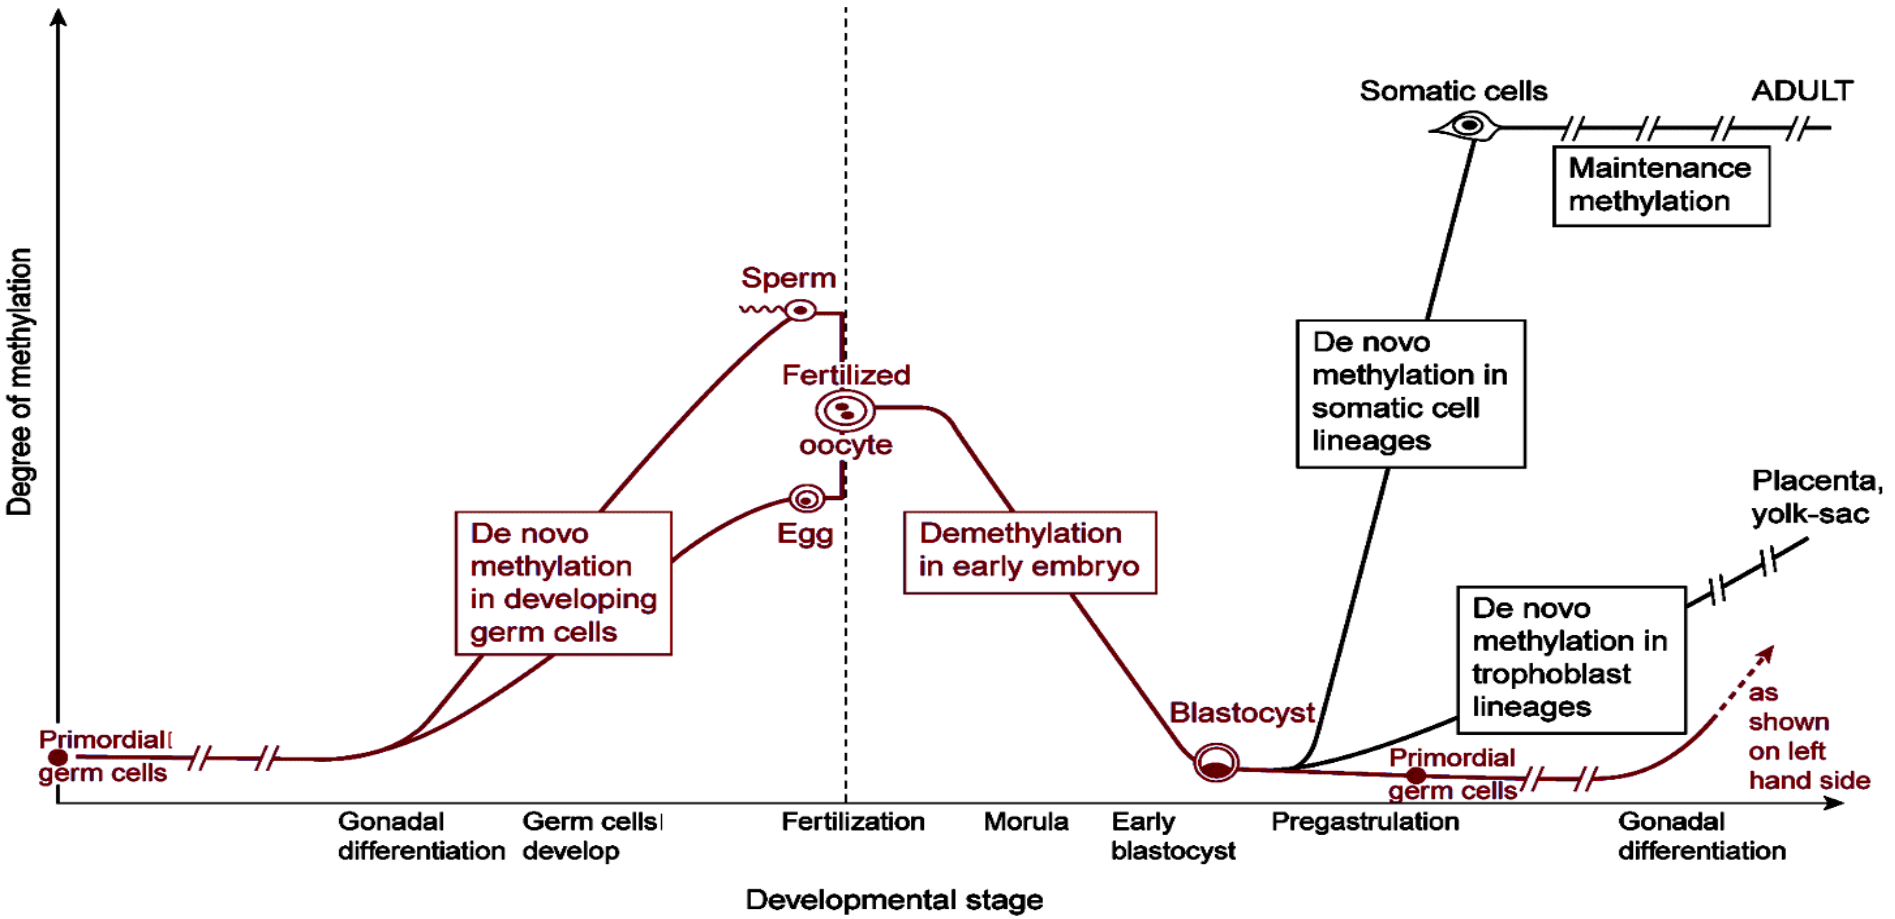 Degree of methylation
Somatic cells
ADULT
Maintenance
methylation
Sperm
Fertilized
oocyte
Egg
De novo
methylation
in developing
germ cells
Demethylation
in early embryo
De novo
methylation in
somatic cell
lineages
Placenta,
yolk-sac
De novo
methylation in
trophoblast
lineages
as
shown
on left
hand side
Blastocyst
Primordial
germ cells
Primordial
germ cells
Gonadal
differentiation
Germ cells
develop
Fertilization
Morula
Early
blastocyst
Pregastrulation
Gonadal
differentiation
Developmental stage